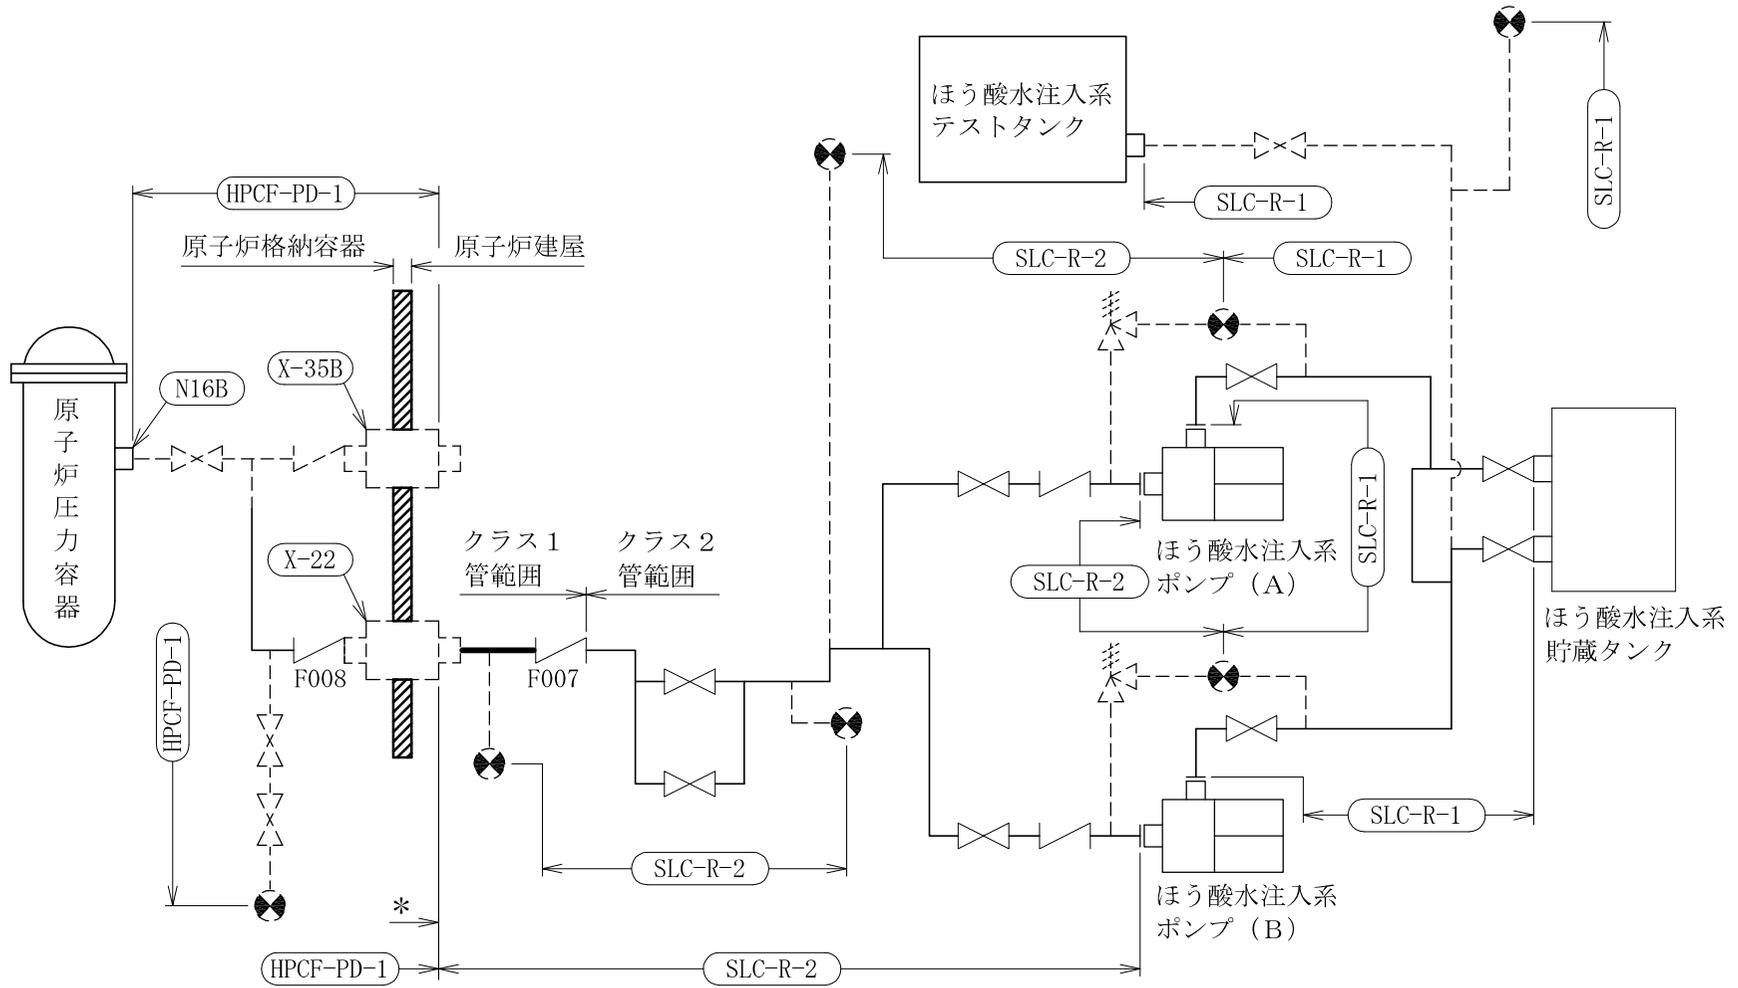 SLC-R-1
ほう酸水注入系
テストタンク
HPCF-PD-1
SLC-R-1
原子炉格納容器
原子炉建屋
SLC-R-2
SLC-R-1
X-35B
N16B
原子炉圧力容器
SLC-R-1
クラス1
管範囲
クラス2
管範囲
X-22
ほう酸水注入系
ポンプ（A）
SLC-R-2
ほう酸水注入系
貯蔵タンク
HPCF-PD-1
F008
F007
SLC-R-1
SLC-R-2
ほう酸水注入系
ポンプ（B）
*
HPCF-PD-1
SLC-R-2